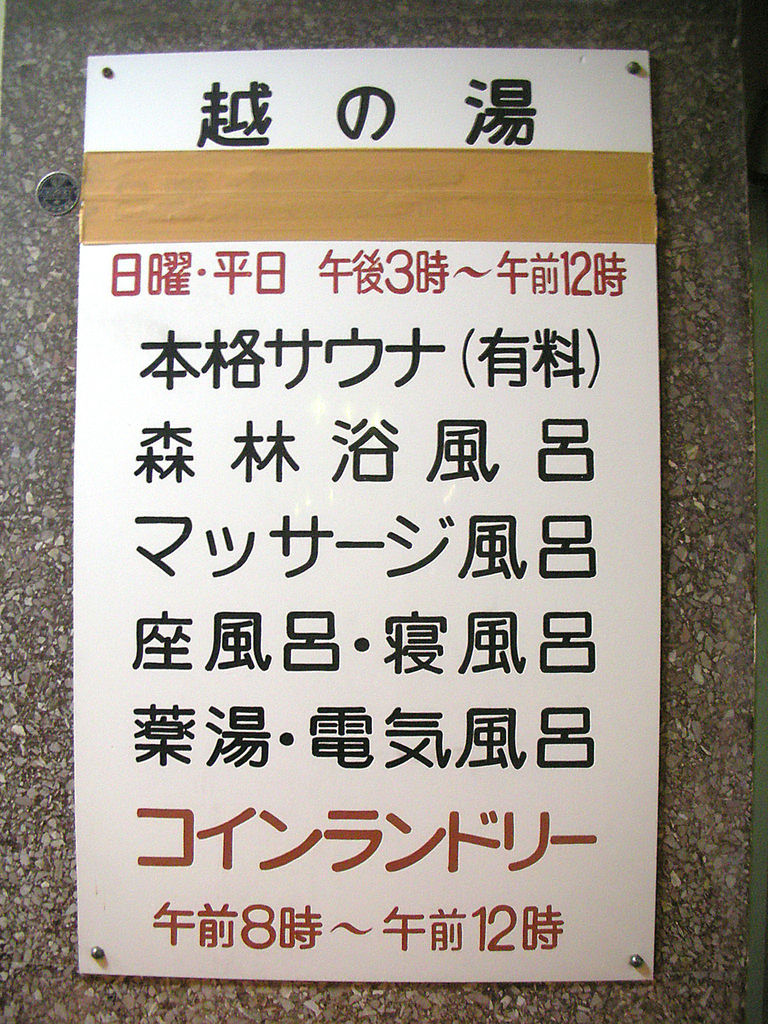 越の湯
日曜・平日 午後3時～午前12時
本格サウナ(有料)
森林浴風呂
マッサージ風呂
座風呂・寝風呂
薬湯・電気風呂
コインランドリー
午前8時～午前12時